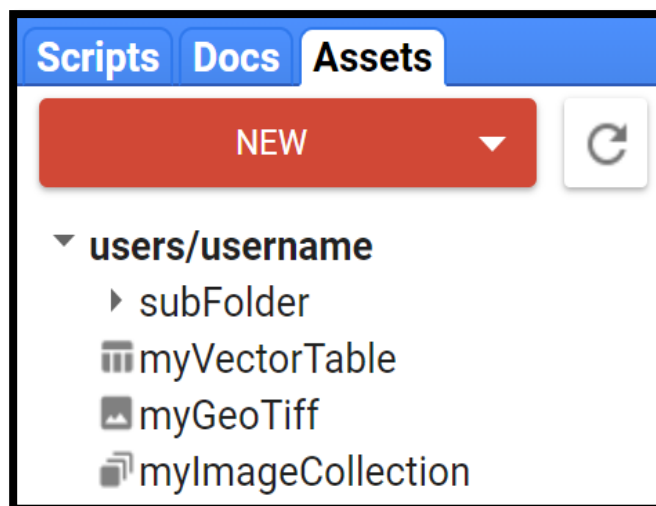 Scripts Docs Assets
NEW
users/username
subFolder
myVectorTable
myGeoTiff
myImageCollection